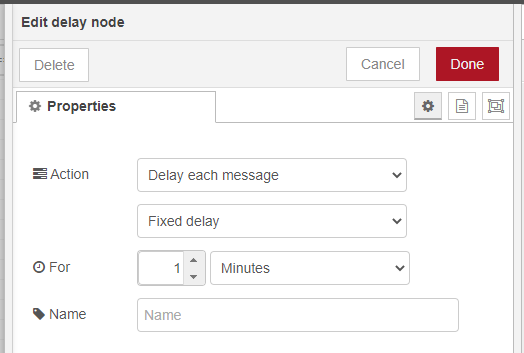 Edit delay node
Delete Cancel Done
Properties
Action Delay each message
Fixed delay
For 1 Minutes
Name Name